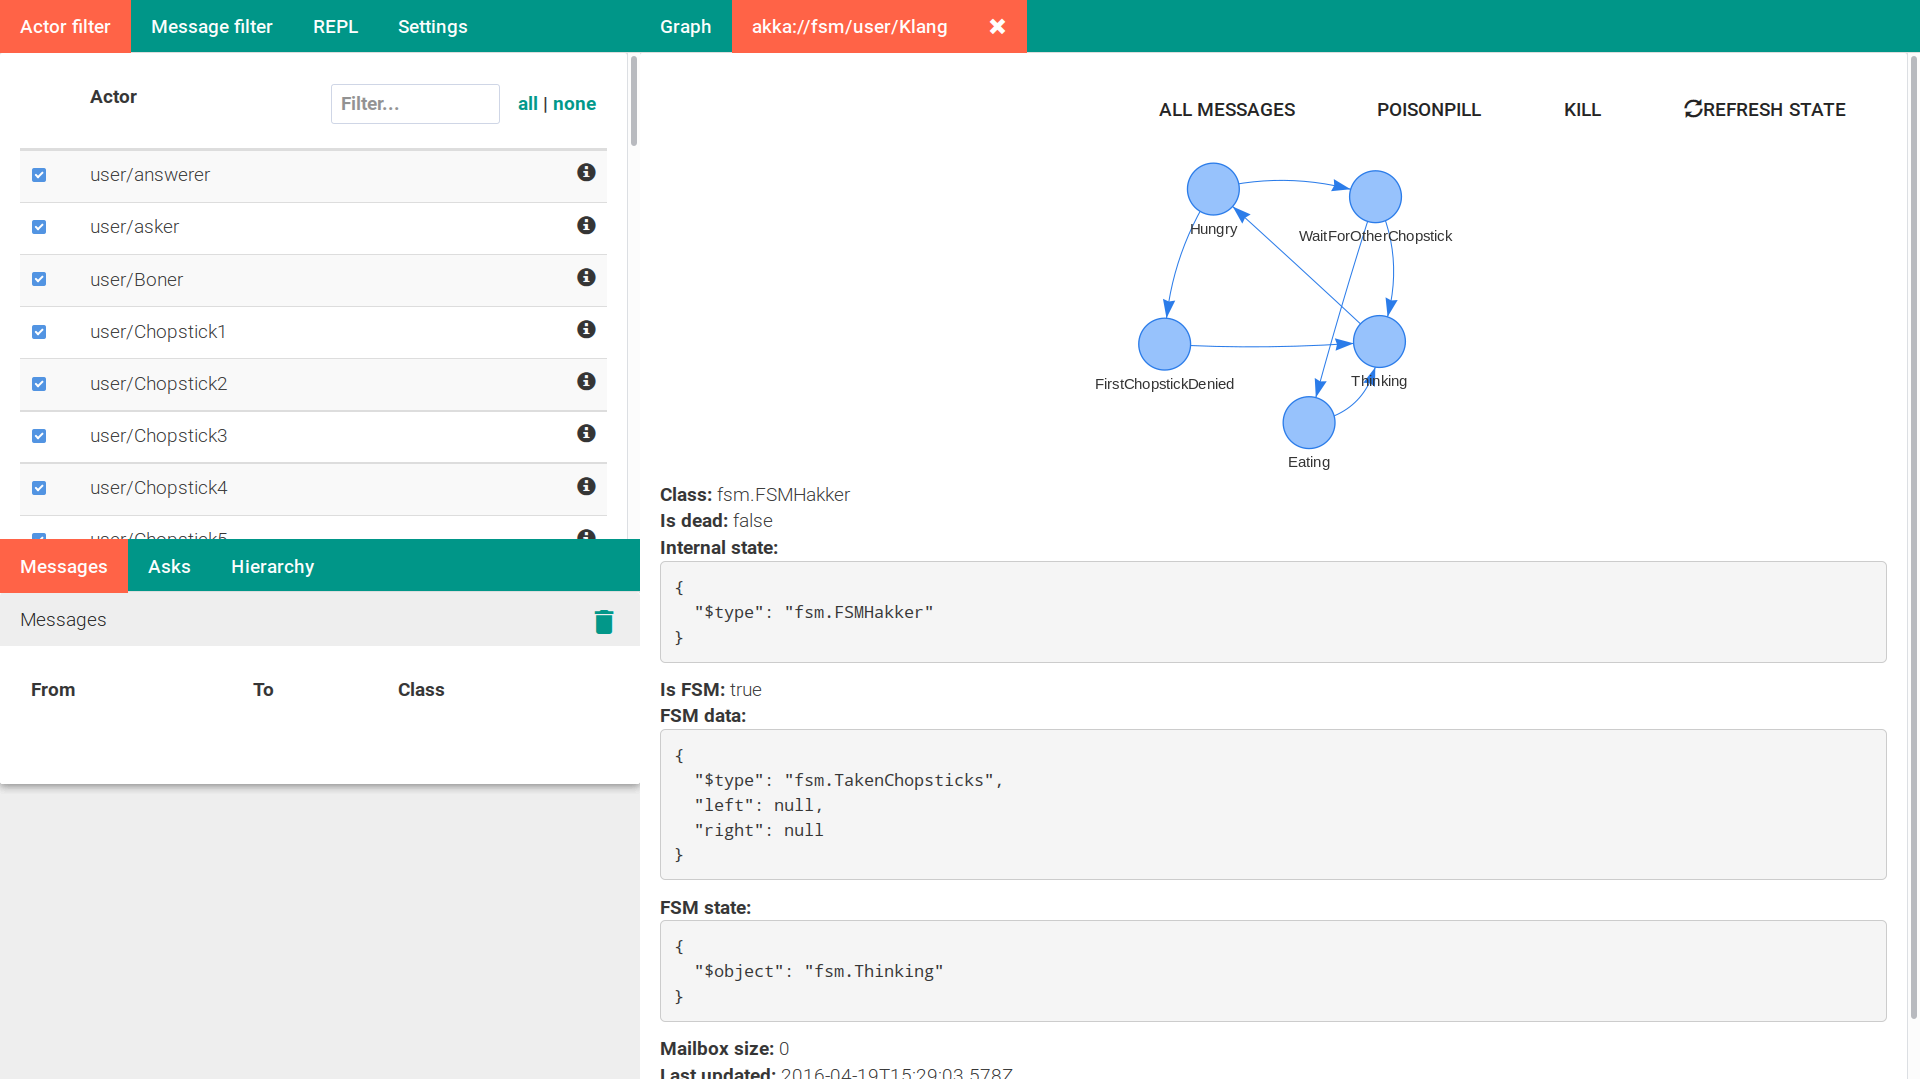 Actor filter Message filter REPL Settings
Graph akka://fsm/user/Klang
Actor Filter... all | none
user/answerer
user/asker
user/Boner
user/Chopstick1
user/Chopstick2
user/Chopstick3
user/Chopstick4
user/Chopstick5
Messages Asks Hierarchy
Messages
From To Class
ALL MESSAGES POISONPILL KILL REFRESH STATE
Hungry
WaitForOtherChopstick
FirstChopstickDenied
Thinking
Eating
Class: fsm.FSMHakker
Is dead: false
Internal state:
{
"$type": "fsm.FSMHakker"
}
Is FSM: true
FSM data:
{
"$type": "fsm.TakenChopsticks",
"left": null,
"right": null
}
FSM state:
{
"$object": "fsm.Thinking"
}
Mailbox size: 0
Last updated: 2016-04-19T15:29:03.578Z